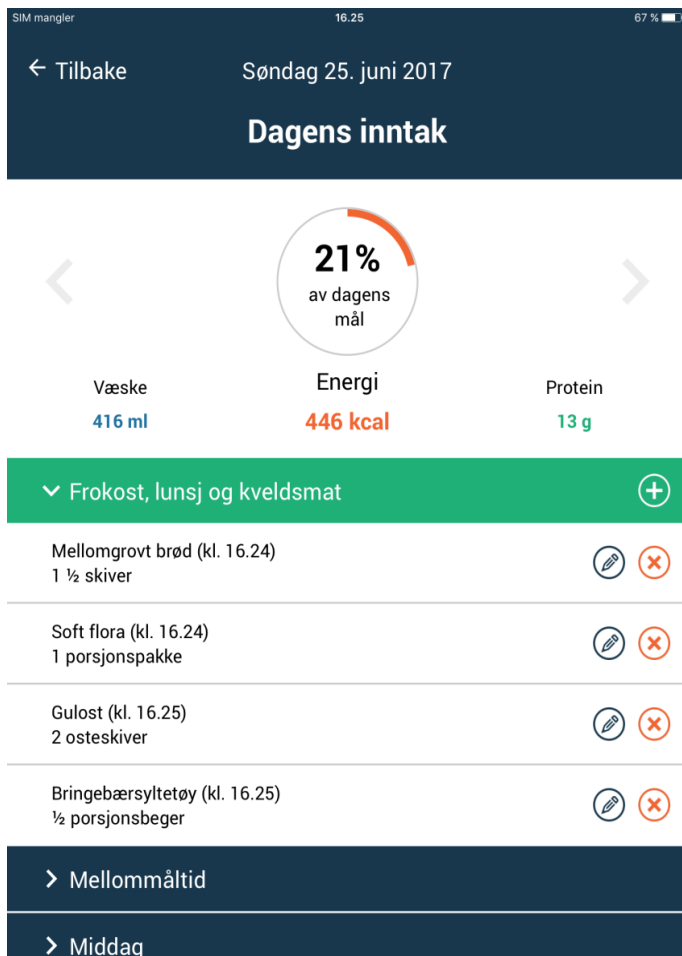 SIM mangler 16.25 67 %
Tilbake Søndag 25. juni 2017
Dagens inntak
21%
av dagens
mål
Væske Energi Protein
416 ml 446 kcal 13 g
Frokost, lunsj og kveldsmat
Mellomgrovt brød (kl. 16.24)
1 ½ skiver
Soft flora (kl. 16.24)
1 porsjonspakke
Gulost (kl. 16.25)
2 osteskiver
Bringebærsyltetøy (kl. 16.25)
½ porsjonsbeger
Mellommåltid
Middag